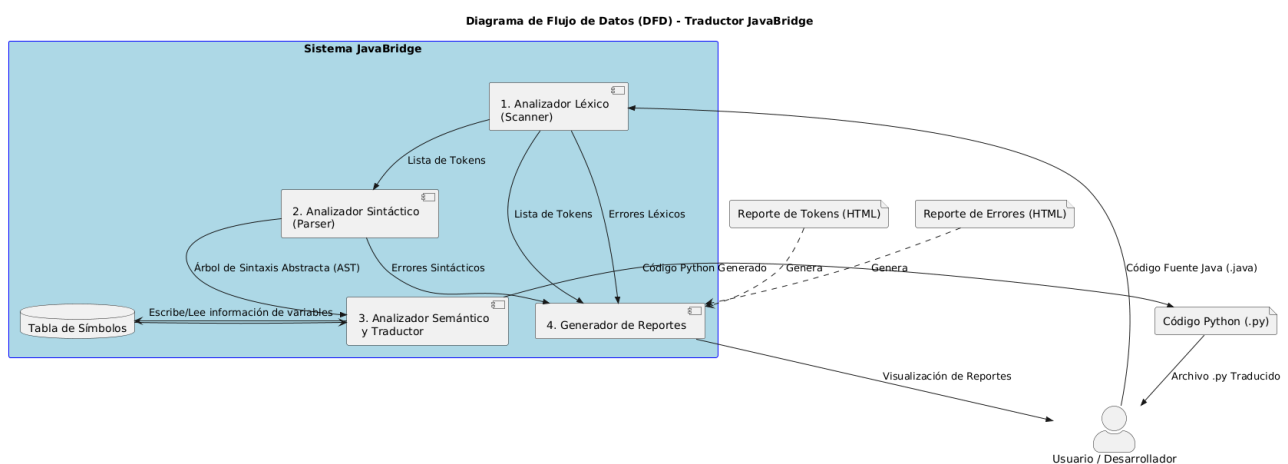 Diagrama de Flujo de Datos (DFD) - Traductor JavaBridge
Sistema JavaBridge
1. Analizador Léxico
(Scanner)
Lista de Tokens
2. Analizador Sintáctico
(Parser)
Lista de Tokens
Errores Léxicos
Reporte de Tokens (HTML)
Reporte de Errores (HTML)
Árbol de Sintaxis Abstracta (AST)
Errores Sintácticos
Código Python Generado
Genera
Genera
Código Fuente Java (.java)
Tabla de Símbolos
Escribe/Lee información de variables
3. Analizador Semántico
y Traductor
4. Generador de Reportes
Código Python (.py)
Visualización de Reportes
Archivo .py Traducido
Usuario / Desarrollador